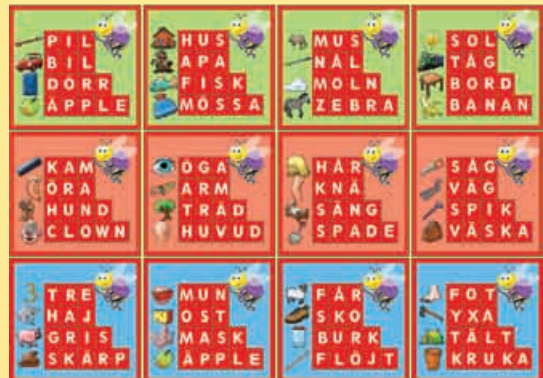 PIL
BIL
DÖRR
ÄPPLE
HUS
APA
FISK
MÖSSA
MUS
NÅL
MOLN
ZEBRA
SOL
TÅG
BORD
BANAN
KAM
ÖRA
HUND
CLOWN
ÖGA
ARM
TRÄD
HUVUD
HÅR
KNÄ
SÄNG
SPADE
SÅG
VÄG
SPIK
VÄSKA
TRE
HAJ
GRIS
SKÄRP
MUN
OST
MASK
ÄPPLE
FÅR
SKO
BURK
FLÖJT
FOT
YXA
TÄLT
KRUKA